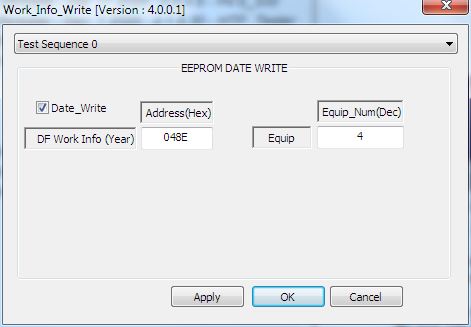 Work_Info_Write [Version : 4.0.0.1]
Test Sequence 0
EEPROM DATE WRITE
Date_Write
Address(Hex)
Equip_Num(Dec)
DF Work Info (Year)
048E
Equip
4
Apply
OK
Cancel